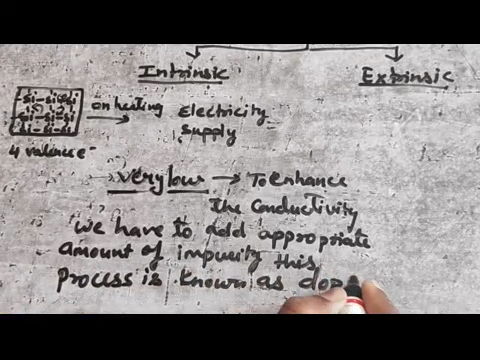 Intrinsic Extrinsic
-Si-Si-Si
-Si-Si-Si
-Si-Si-Si
on heating Electricity
supply
4 valence e-
very low → To Enhance
The conductivity
we have to add appropriate
amount of impurity this
process is known as dop